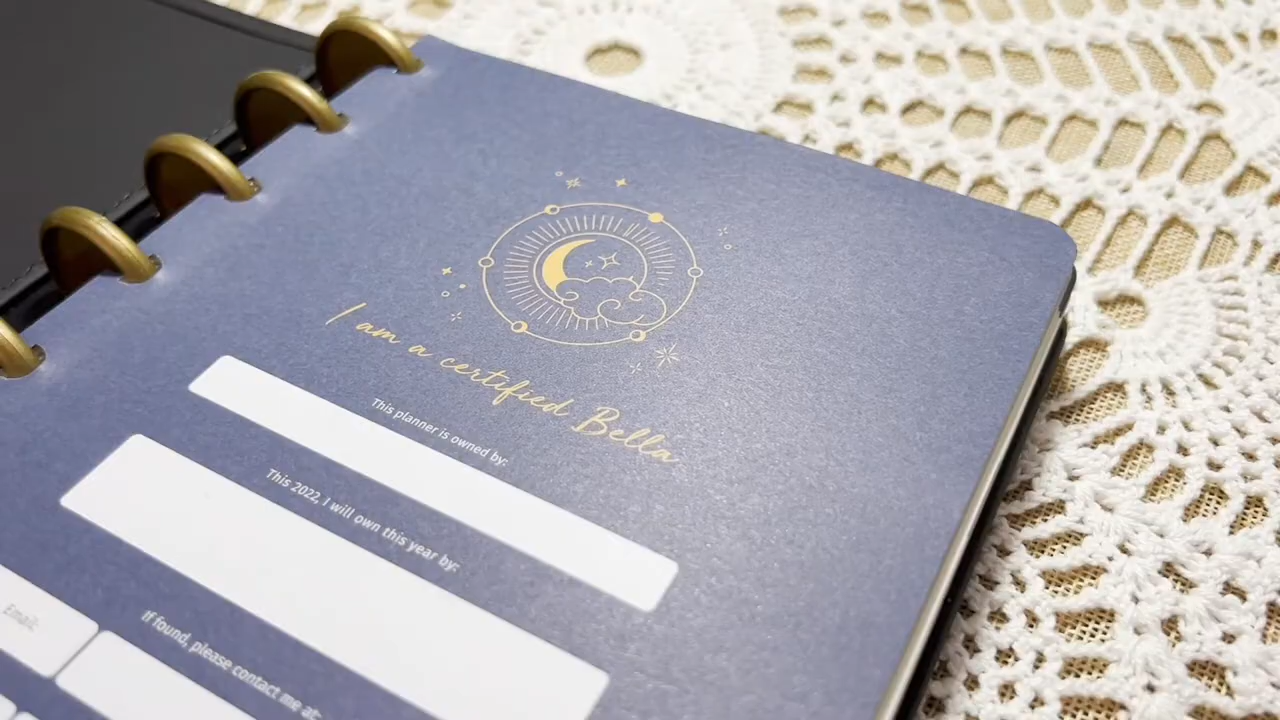 I am a certified Bella
This planner is owned by:
This 2022, I will own this year by:
If found, please contact me at:
Email: